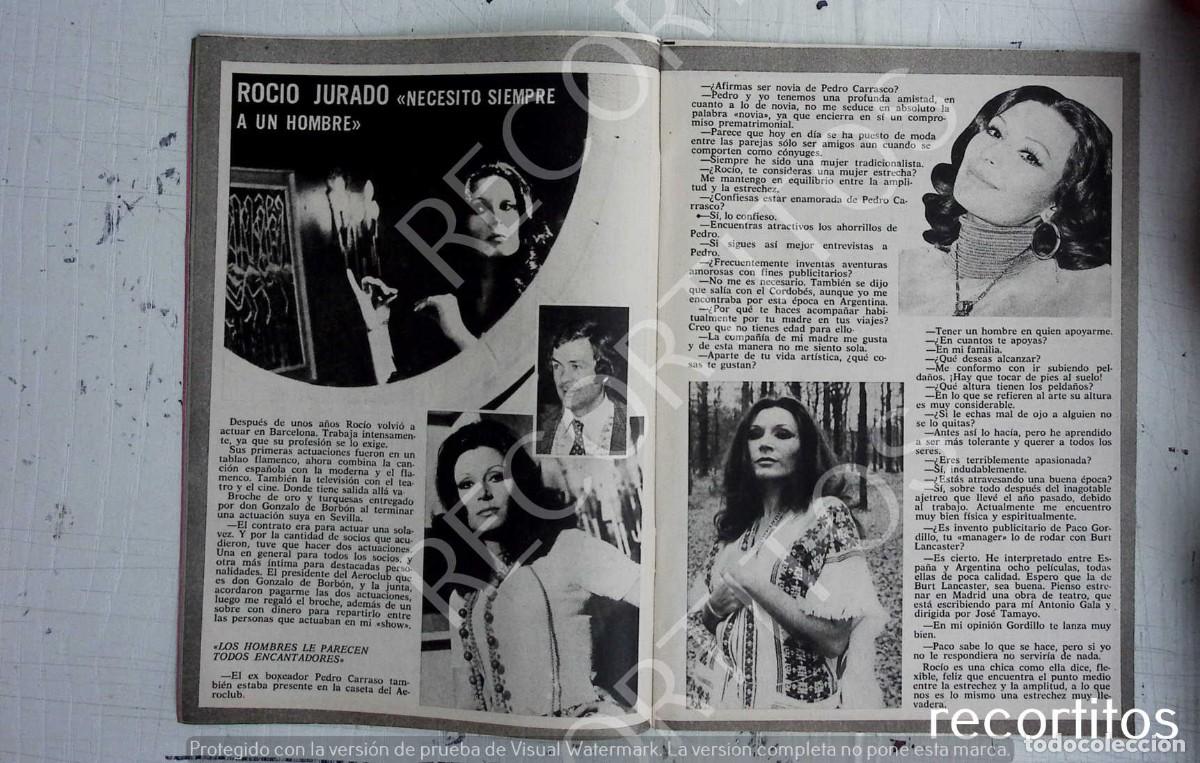 ROCIO JURADO «NECESITO SIEMPRE
A UN HOMBRE»
Después de unos años Rocío volvió a
actuar en Barcelona. Trabaja intensamen-
te, ya que su profesión se lo exige.
Sus primeras actuaciones fueron en un
tablao flamenco, ahora combina la can-
ción española con la moderna y el fla-
menco. También la televisión con el tea-
tro y el cine. Donde tiene salida allá va
Broche de oro y turquesas entregado
por don Gonzalo de Borbón al terminar
una actuación suya en Sevilla.
—El contrato era para actuar una sola
vez. Y por la cantidad de socios que acu-
dieron, tuve que hacer dos actuaciones.
Una en general para todos los socios, y
otra más íntima para destacadas perso-
nalidades. El presidente del Aeroclub que
es don Gonzalo de Borbón, y la junta,
acordaron pagarme las dos actuaciones,
luego me regaló el broche, además de un
sobre con dinero para repartirlo entre
las personas que actuaban en mi «show».
«LOS HOMBRES LE PARECEN
TODOS ENCANTADORES»
—El ex boxeador Pedro Carraso tam-
bién estaba presente en la caseta del Ae-
roclub.
—¿Afirmas ser novia de Pedro Carrasco?
—Pedro y yo tenemos una profunda amistad, en
cuanto a lo de novia, no me seduce en absoluto la
palabra «novia», ya que encierra en sí un compro-
miso prematrimonial.
—Parece que hoy en día se ha puesto de moda
entre las parejas sólo ser amigos aun cuando se
comporten como cónyuges.
—Siempre he sido una mujer tradicionalista.
—¿Rocío, te consideras una mujer estrecha?
Me mantengo en equilibrio entre la ampli-
tud y la estrechez.
—¿Confiesas estar enamorada de Pedro Ca-
rrasco?
—Sí, lo confieso.
—Encuentras atractivos los ahorrillos de
Pedro.
—Si sigues así mejor entrevistas a
Pedro.
—¿Frecuentemente inventas aventuras
amorosas con fines publicitarios?
—No me es necesario. También se dijo
que salía con el Cordobés, aunque yo me
encontraba por esta época en Argentina.
—¿Por qué te haces acompañar habi-
tualmente por tu madre en tus viajes?
Creo que no tienes edad para ello-
—La compañía de mi madre me gusta
y de esta manera no me siento sola.
—Aparte de tu vida artística, ¿qué co-
sas te gustan?
—Tener un hombre en quien apoyarme.
—¿En cuantos te apoyas?
—En mi familia.
—¿Qué deseas alcanzar?
—Me conformo con ir subiendo pel-
daños. ¡Hay que tocar de pies al suelo!
—¿Qué altura tienen los peldaños?
—En lo que se refieren al arte su altura
es muy considerable.
—¿Si le echas mal de ojo a alguien no
se lo quitas?
—Antes así lo hacía, pero he aprendido
a ser más tolerante y querer a todos los
seres.
—¿Eres terriblemente apasionada?
—Sí, indudablemente.
—¿Estás atravesando una buena época?
—Sí, sobre todo después del inagotable
ajetreo que llevé el año pasado, debido
al trabajo. Actualmente me encuentro
muy bien física y espiritualmente.
—¿Es invento publicitario de Paco Gor-
dillo, tu «manager» lo de rodar con Burt
Lancaster?
—Es cierto. He interpretado entre Es-
paña y Argentina ocho películas, todas
ellas de poca calidad. Espero que la de
Burt Lancaster, sea buena. Pienso estre-
nar en Madrid una obra de teatro, que
está escribiendo para mí Antonio Gala y
dirigida por José Tamayo.
—En mi opinión Gordillo te lanza muy
bien.
—Paco sabe lo que se hace, pero si yo
no le respondiera no serviría de nada.
Rocío es una chica como ella dice, fle-
xible, feliz que encuentra el punto medio
entre la estrechez y la amplitud, a lo que
nos es lo mismo una estrechez muy lle-
vadera.
RECORTITOS
RECORTITOS
recortitos
todocoleccion
Protegido con la versión de prueba de Visual Watermark. La versión completa no pone esta marca.